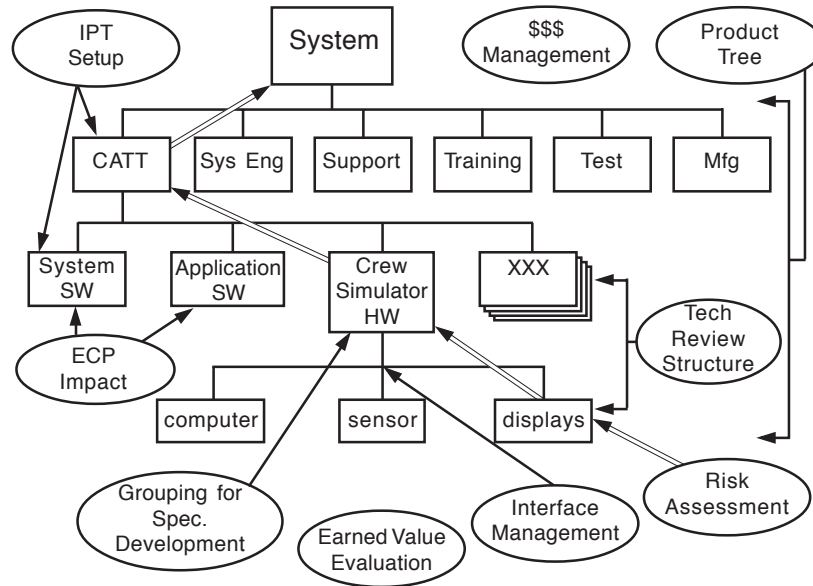 IPT
Setup
System
$$$
Management
Product
Tree
CATT
Sys Eng
Support
Training
Test
Mfg
System
SW
Application
SW
Crew
Simulator
HW
XXX
Tech
Review
Structure
ECP
Impact
computer
sensor
displays
Grouping for
Spec.
Development
Earned Value
Evaluation
Interface
Management
Risk
Assessment